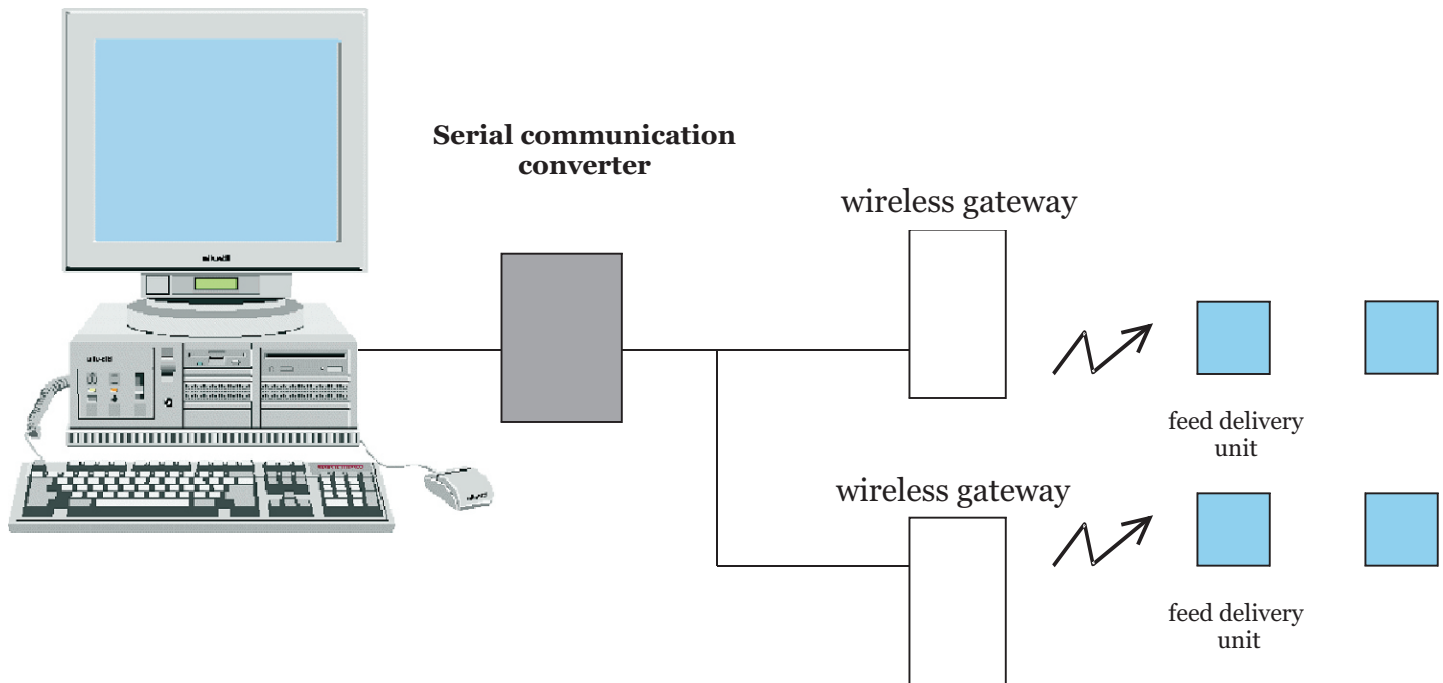 Serial communication
converter
wireless gateway
feed delivery
unit
wireless gateway
feed delivery
unit